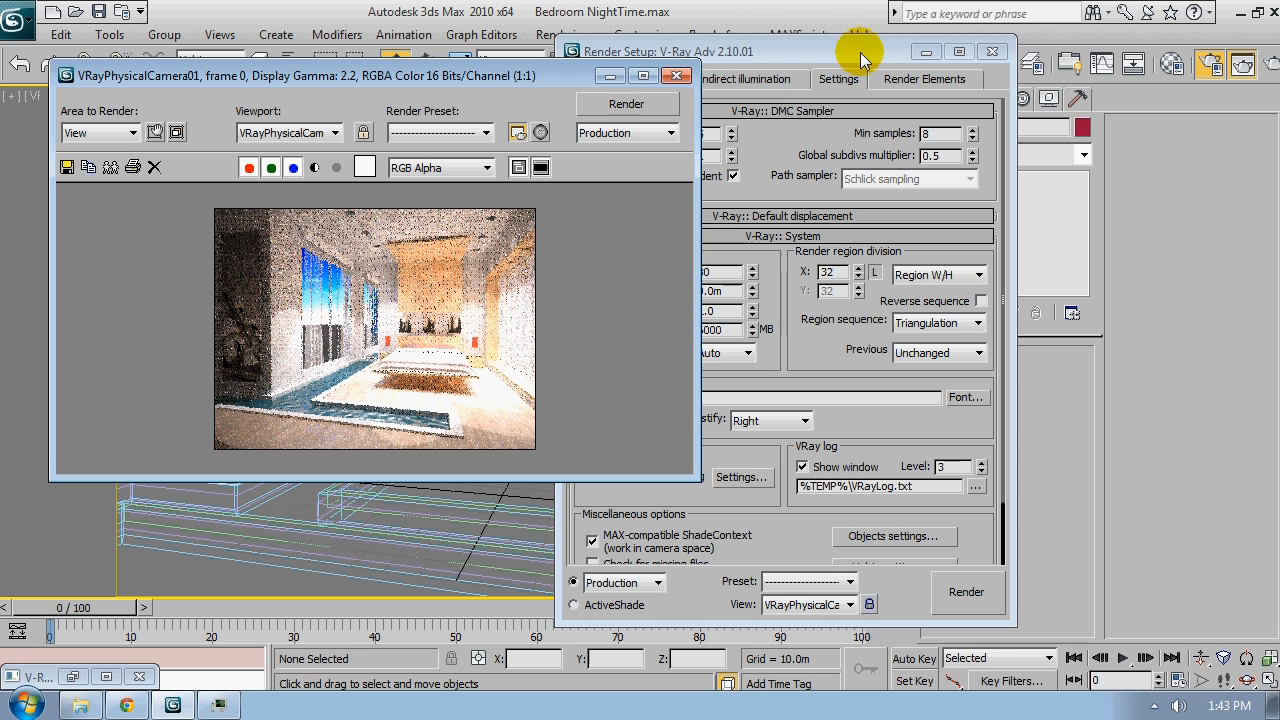 Autodesk 3ds Max 2010 x64
Bedroom NightTime.max
Type a keyword or phrase
Edit
Tools
Group
Views
Create
Modifiers
Animation
Render Setup: V-Ray Adv 2.10.01
VRayPhysicalCamera01, frame 0, Display Gamma: 2.2, RGBA Color 16 Bits/Channel (1:1)
ndirect illumination
Settings
Render Elements
Area to Render:
Viewport:
Render Preset:
Render
View
VRayPhysicalCam
Production
RGB Alpha
V-Ray:: DMC Sampler
Min samples: 8
Global subdivs multiplier: 0.5
dent
Path sampler: Schlick sampling
V-Ray:: Default displacement
V-Ray:: System
Render region division
X: 32
L
Region W/H
Y: 32
Reverse sequence
Region sequence: Triangulation
Previous
Unchanged
MB
Font...
stify: Right
VRay log
Show window
Level: 3
Settings...
%TEMP%\VRayLog.txt
...
Miscellaneous options
MAX-compatible ShadeContext
(work in camera space)
Objects settings...
Check for missing files
Production
Preset:
ActiveShade
View: VRayPhysicalCa
Render
0 / 100
0 10 20 30 40 50 60 70 80 90 100
None Selected
X:
Y:
Z:
Grid = 10.0m
Auto Key
Selected
V-R...
Click and drag to select and move objects
Add Time Tag
Set Key
Key Filters...
0
1:43 PM